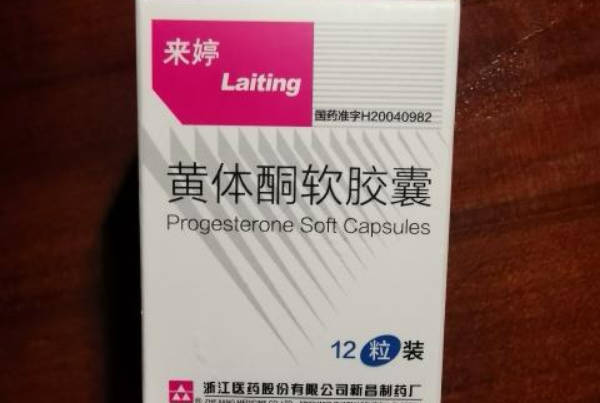 来婷
Laiting
国药准字H20040982
黄体酮软胶囊
Progesterone Soft Capsules
12粒装
浙江医药股份有限公司新昌制药厂